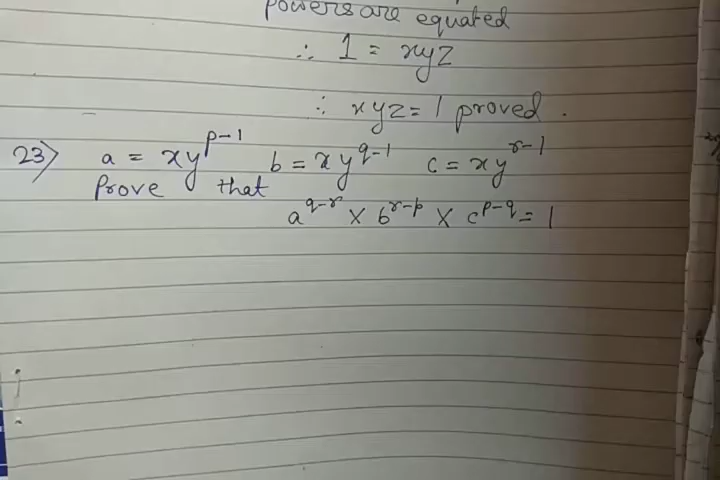 powers are equated
∴ 1 = xyz
∴ xyz = 1 proved.
23) a = xy^{p-1} b = xy^{q-1} c = xy^{r-1}
Prove that
a^{q-r} × b^{r-p} × c^{p-q} = 1